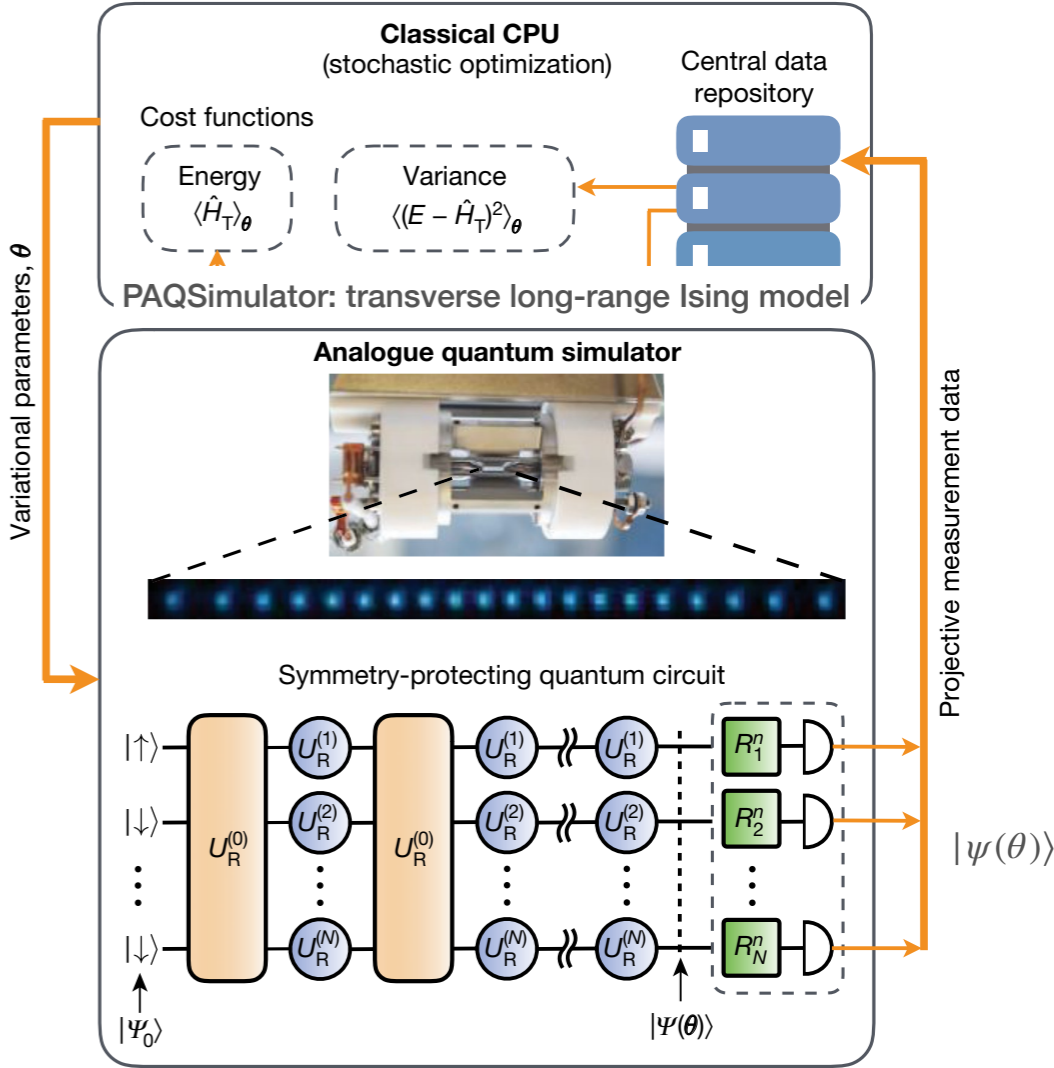 Classical CPU
(stochastic optimization)
Central data
repository
Cost functions
Energy
⟨Ĥ_T⟩_θ
Variance
⟨(E − Ĥ_T)²⟩_θ
PAQSimulator: transverse long-range Ising model
Variational parameters, θ
Analogue quantum simulator
Projective measurement data
Symmetry-protecting quantum circuit
|↑⟩ U_R^(1) U_R^(1) U_R^(1) R_1^n
|↓⟩ U_R^(2) U_R^(2) U_R^(2) R_2^n
U_R^(0) U_R^(0)
|ψ(θ)⟩
|↓⟩ U_R^(N) U_R^(N) U_R^(N) R_N^n
|Ψ_0⟩ |Ψ(θ)⟩